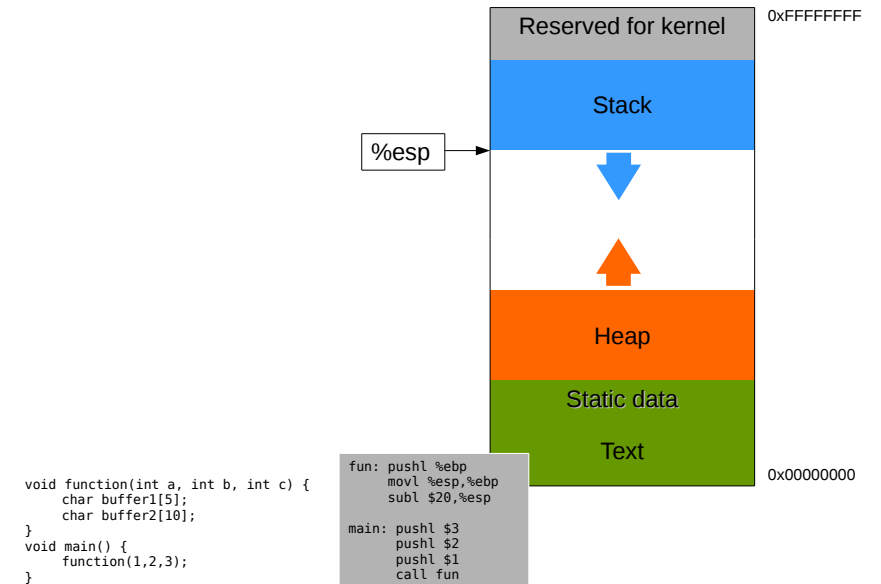 Reserved for kernel
0xFFFFFFFF
Stack
%esp
Heap
Static data
Text
0x00000000
void function(int a, int b, int c) {
     char buffer1[5];
     char buffer2[10];
}
void main() {
     function(1,2,3);
}
fun: pushl %ebp
     movl %esp,%ebp
     subl $20,%esp
main: pushl $3
      pushl $2
      pushl $1
      call fun